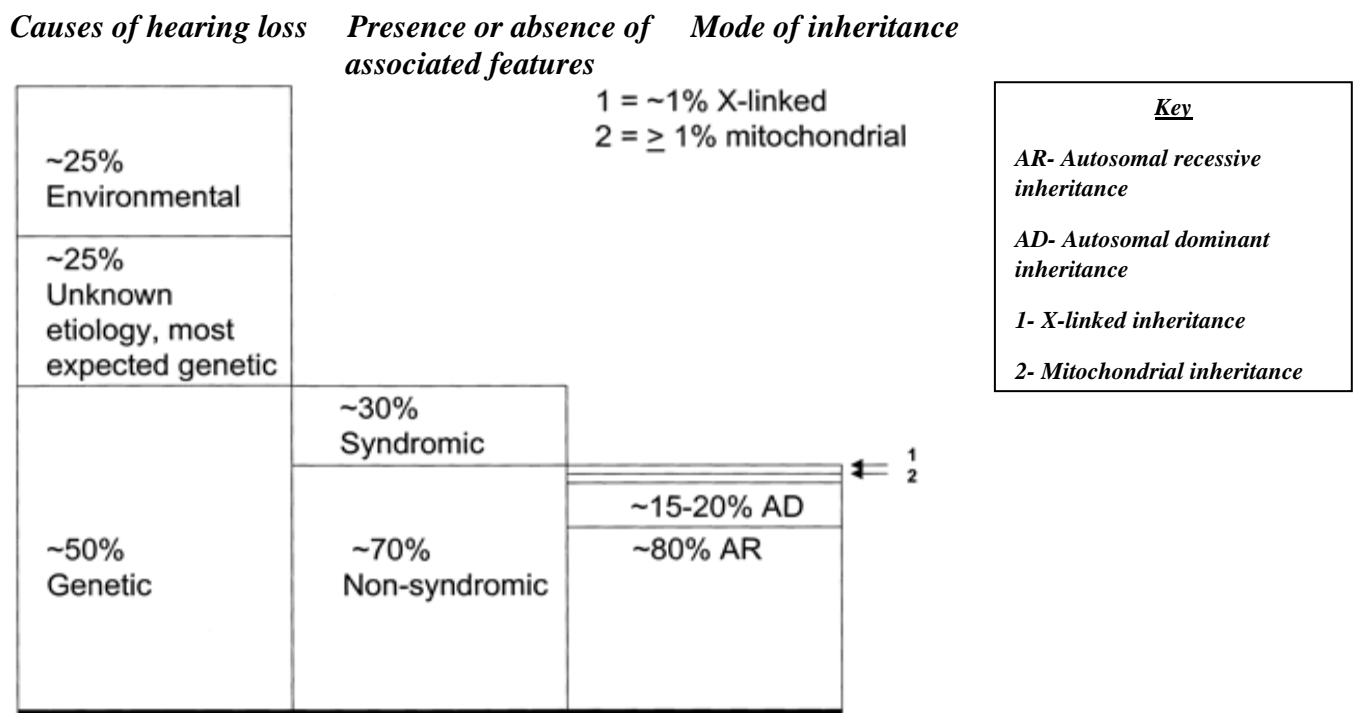 Causes of hearing loss
Presence or absence of
associated features
Mode of inheritance
1 = ~1% X-linked
2 = ≥ 1% mitochondrial
~25%
Environmental
~25%
Unknown
etiology, most
expected genetic
~50%
Genetic
~30%
Syndromic
~70%
Non-syndromic
1
2
~15-20% AD
~80% AR
Key
AR- Autosomal recessive
inheritance
AD- Autosomal dominant
inheritance
1- X-linked inheritance
2- Mitochondrial inheritance